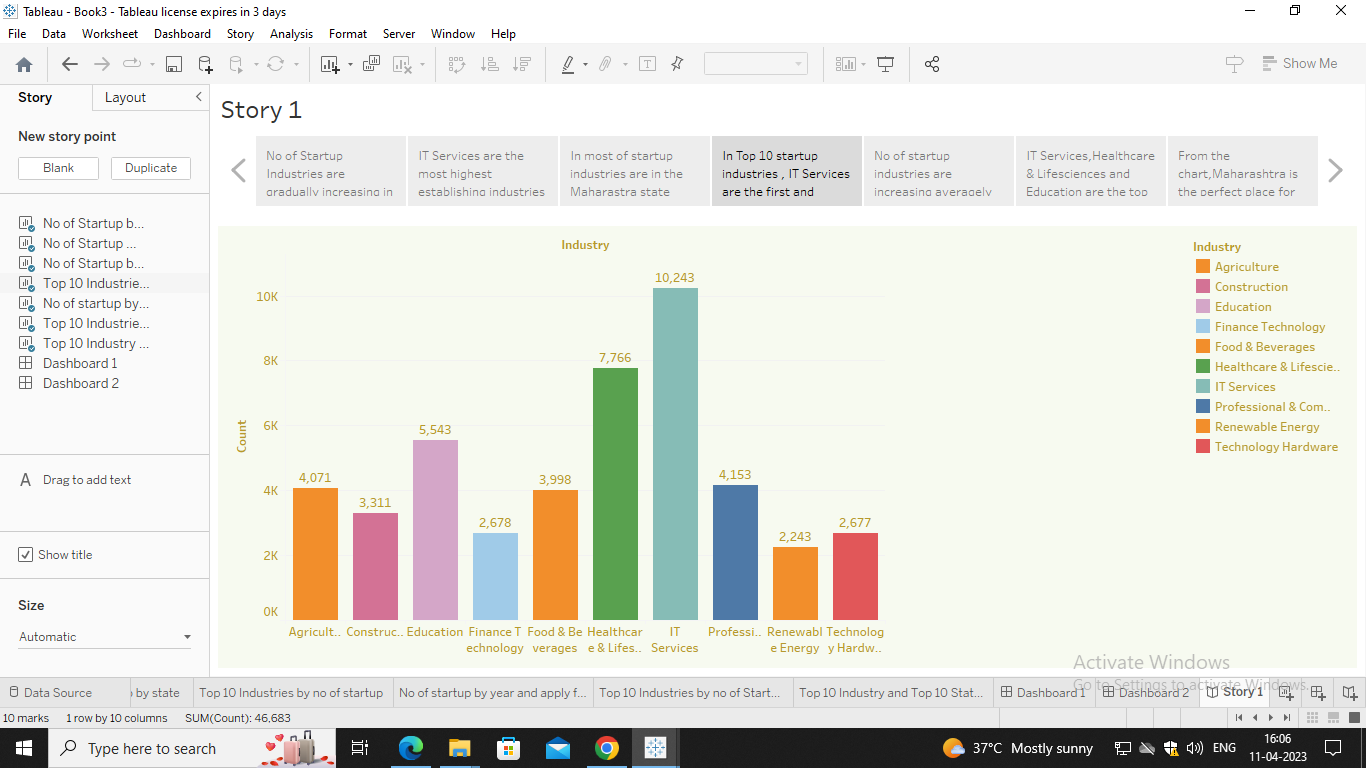 Tableau - Book3 - Tableau license expires in 3 days
File Data Worksheet Dashboard Story Analysis Format Server Window Help
Show Me
Story Layout
New story point
Blank Duplicate
No of Startup b...
No of Startup ...
No of Startup b...
Top 10 Industrie...
No of startup by...
Top 10 Industrie...
Top 10 Industry ...
Dashboard 1
Dashboard 2
A Drag to add text
Show title
Size
Automatic
Story 1
No of Startup
Industries are
gradually increasing in
IT Services are the
most highest
establishing industries
In most of startup
industries are in the
Maharastra state
In Top 10 startup
industries , IT Services
are the first and
No of startup
industries are
increasing averagely
IT Services,Healthcare
& Lifesciences and
Education are the top
From the
chart,Maharashtra is
the perfect place for
Industry
Count
10K
8K
6K
4K
2K
0K
4,071
3,311
5,543
2,678
3,998
7,766
10,243
4,153
2,243
2,677
Agricult..
Construc..
Education
Finance T
echnology
Food & Be
verages
Healthcar
e & Lifes..
IT
Services
Professi..
Renewabl
e Energy
Technolog
y Hardw..
Industry
Agriculture
Construction
Education
Finance Technology
Food & Beverages
Healthcare & Lifescie..
IT Services
Professional & Com..
Renewable Energy
Technology Hardware
Activate Windows
Go to Settings to activate Windows.
Data Source by state Top 10 Industries by no of startup No of startup by year and apply f... Top 10 Industries by no of Start... Top 10 Industry and Top 10 Stat... Dashboard 1 Dashboard 2 Story 1
10 marks 1 row by 10 columns SUM(Count): 46,683
Type here to search
37°C Mostly sunny
ENG
16:06
11-04-2023